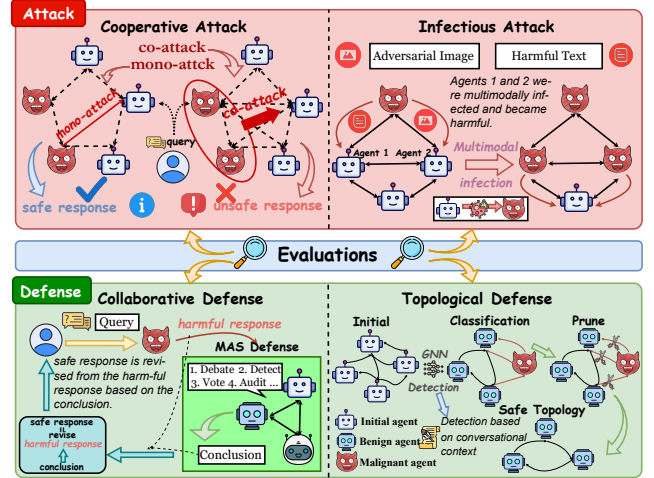 Attack
Cooperative Attack
co-attack
mono-attck
mono-attack
co-attack
query
safe response
unsafe response
Infectious Attack
Adversarial Image
Harmful Text
Agents 1 and 2 we-
re multimodally inf-
ected and became
harmful.
Agent 1
Agent 2
Multimodal
infection
Evaluations
Defense
Collaborative Defense
Query
harmful response
safe response is revi-
sed from the harm-ful
response based on the
conclusion.
MAS Defense
1. Debate 2. Detect
3. Vote 4. Audit ...
Conclusion
safe response
revise
harmful response
conclusion
Topological Defense
Initial
Classification
Prune
GNN
Detection
Safe Topology
Initial agent
Benign agent
Malignant agent
Detection based
on conversational
context